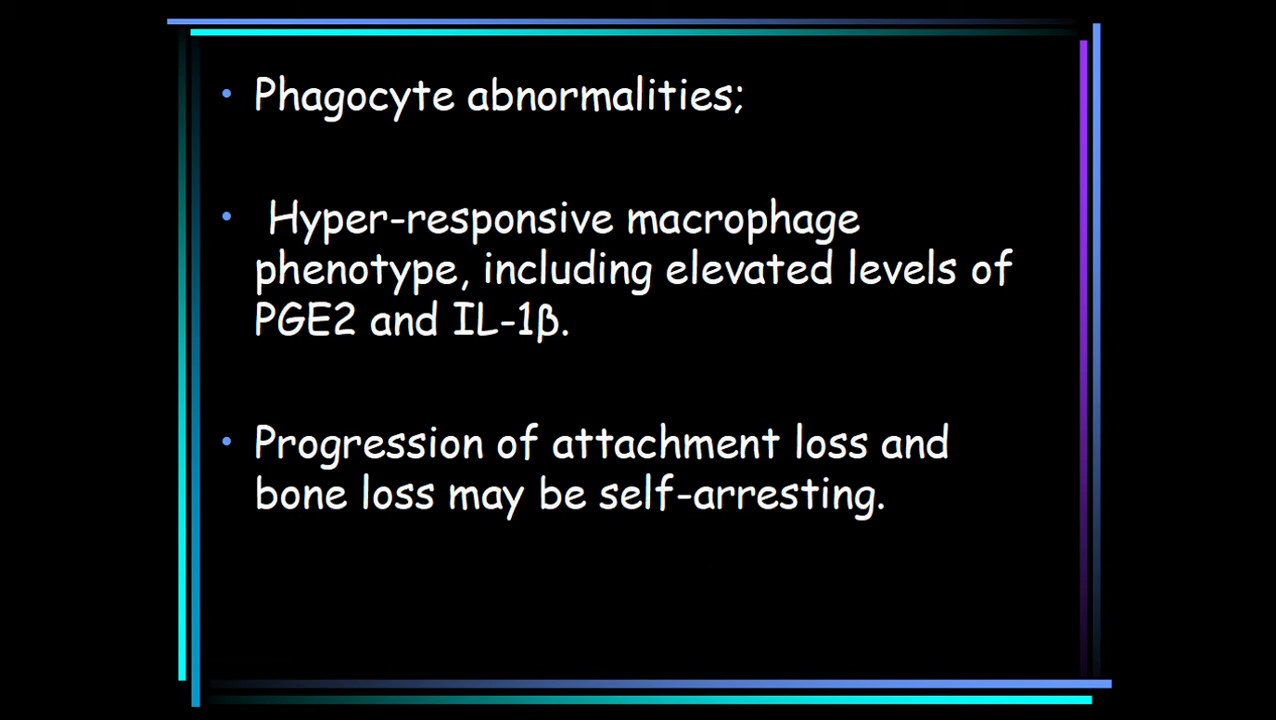 • Phagocyte abnormalities;
• Hyper-responsive macrophage
phenotype, including elevated levels of
PGE2 and IL-1β.
• Progression of attachment loss and
bone loss may be self-arresting.